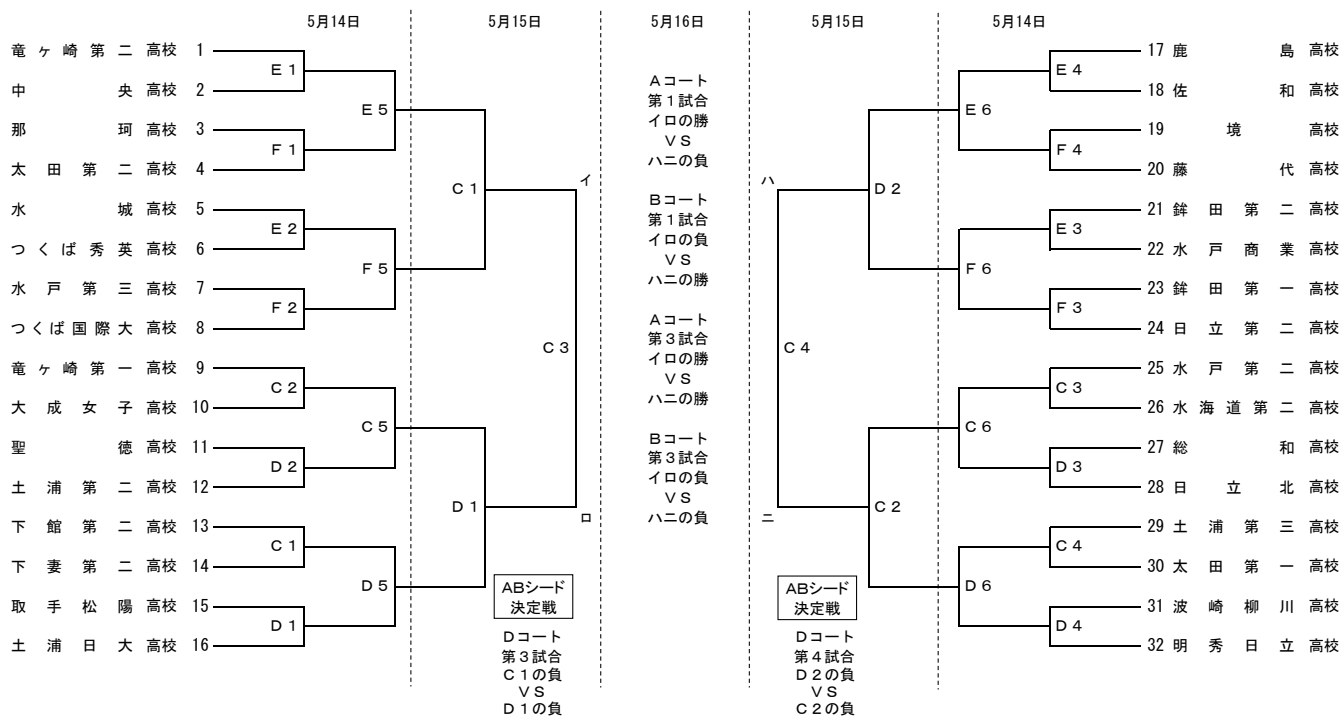 5月14日 5月15日 5月16日 5月15日 5月14日
竜ヶ崎第二 高校 1
中央 高校 2
那珂 高校 3
太田第二 高校 4
水城 高校 5
つくば秀英 高校 6
水戸第三 高校 7
つくば国際大 高校 8
竜ヶ崎第一 高校 9
大成女子 高校 10
聖徳 高校 11
土浦第二 高校 12
下館第二 高校 13
下妻第二 高校 14
取手松陽 高校 15
土浦日大 高校 16
E1
F1
E2
F2
C2
D2
C1
D1
E5
F5
C5
D5
C1
D1
イ
C3
ロ
ABシード
決定戦
Dコート
第3試合
C1の負
VS
D1の負
Aコート
第1試合
イロの勝
VS
ハニの負
Bコート
第1試合
イロの負
VS
ハニの勝
Aコート
第3試合
イロの勝
VS
ハニの勝
Bコート
第3試合
イロの負
VS
ハニの負
ハ
C4
ニ
D2
C2
ABシード
決定戦
Dコート
第4試合
D2の負
VS
C2の負
E6
F6
C6
D6
E4
F4
E3
F3
C3
D3
C4
D4
17 鹿島 高校
18 佐和 高校
19 境 高校
20 藤代 高校
21 鉾田第二 高校
22 水戸商業 高校
23 鉾田第一 高校
24 日立第二 高校
25 水戸第二 高校
26 水海道第二 高校
27 総和 高校
28 日立北 高校
29 土浦第三 高校
30 太田第一 高校
31 波崎柳川 高校
32 明秀日立 高校